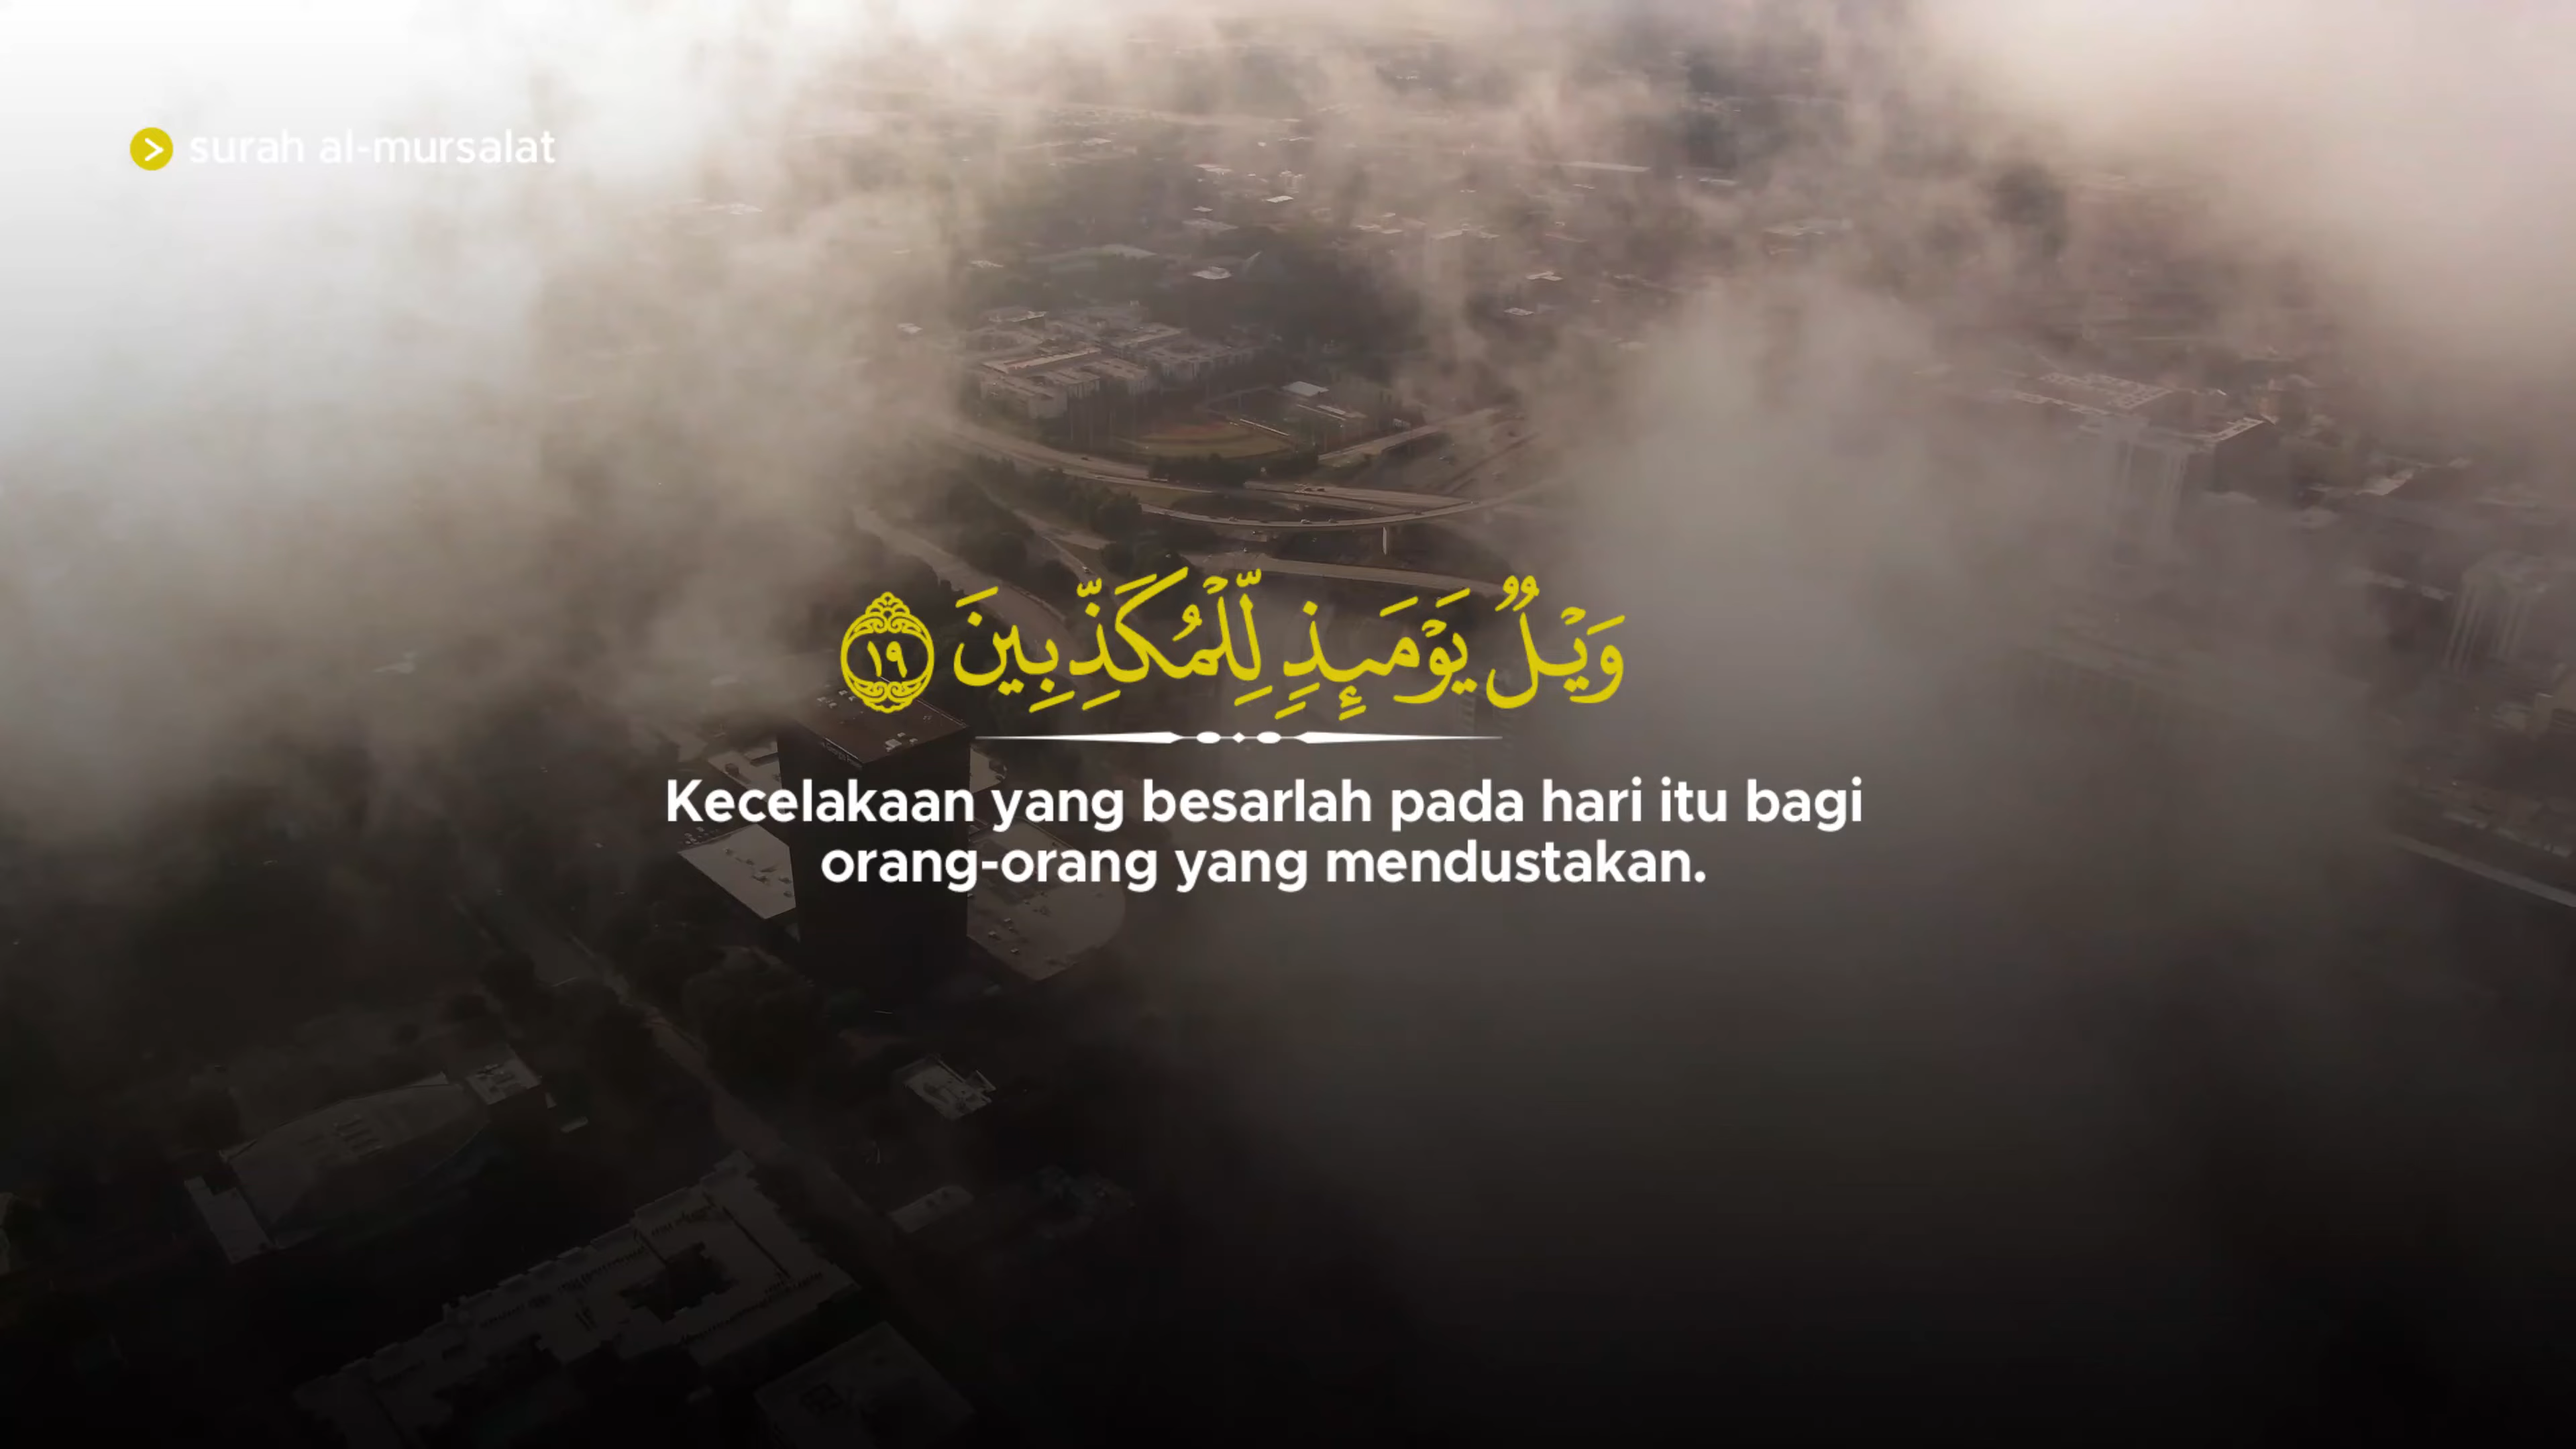 surah al-mursalat
وَيْلٌ يَوْمَئِذٍ لِّلْمُكَذِّبِينَ ١٩
Kecelakaan yang besarlah pada hari itu bagi
orang-orang yang mendustakan.